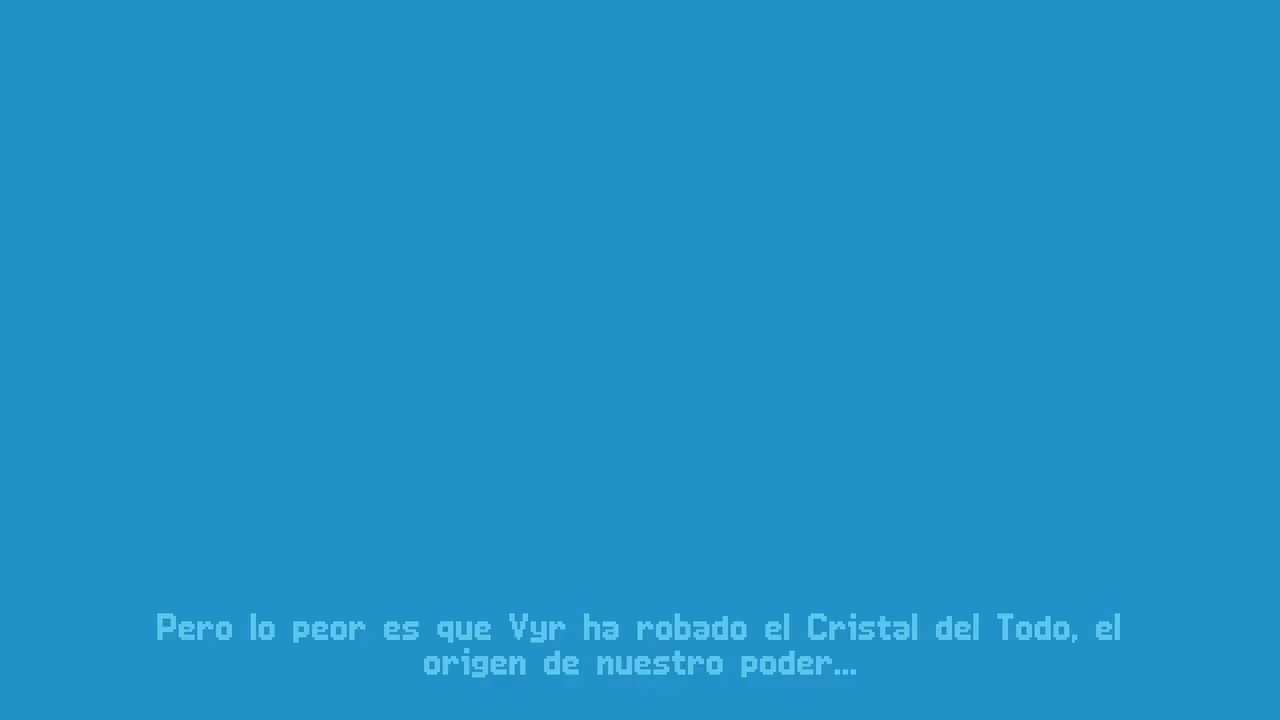 Pero lo peor es que Vyr ha robado el Cristal del Todo, el
origen de nuestro poder...